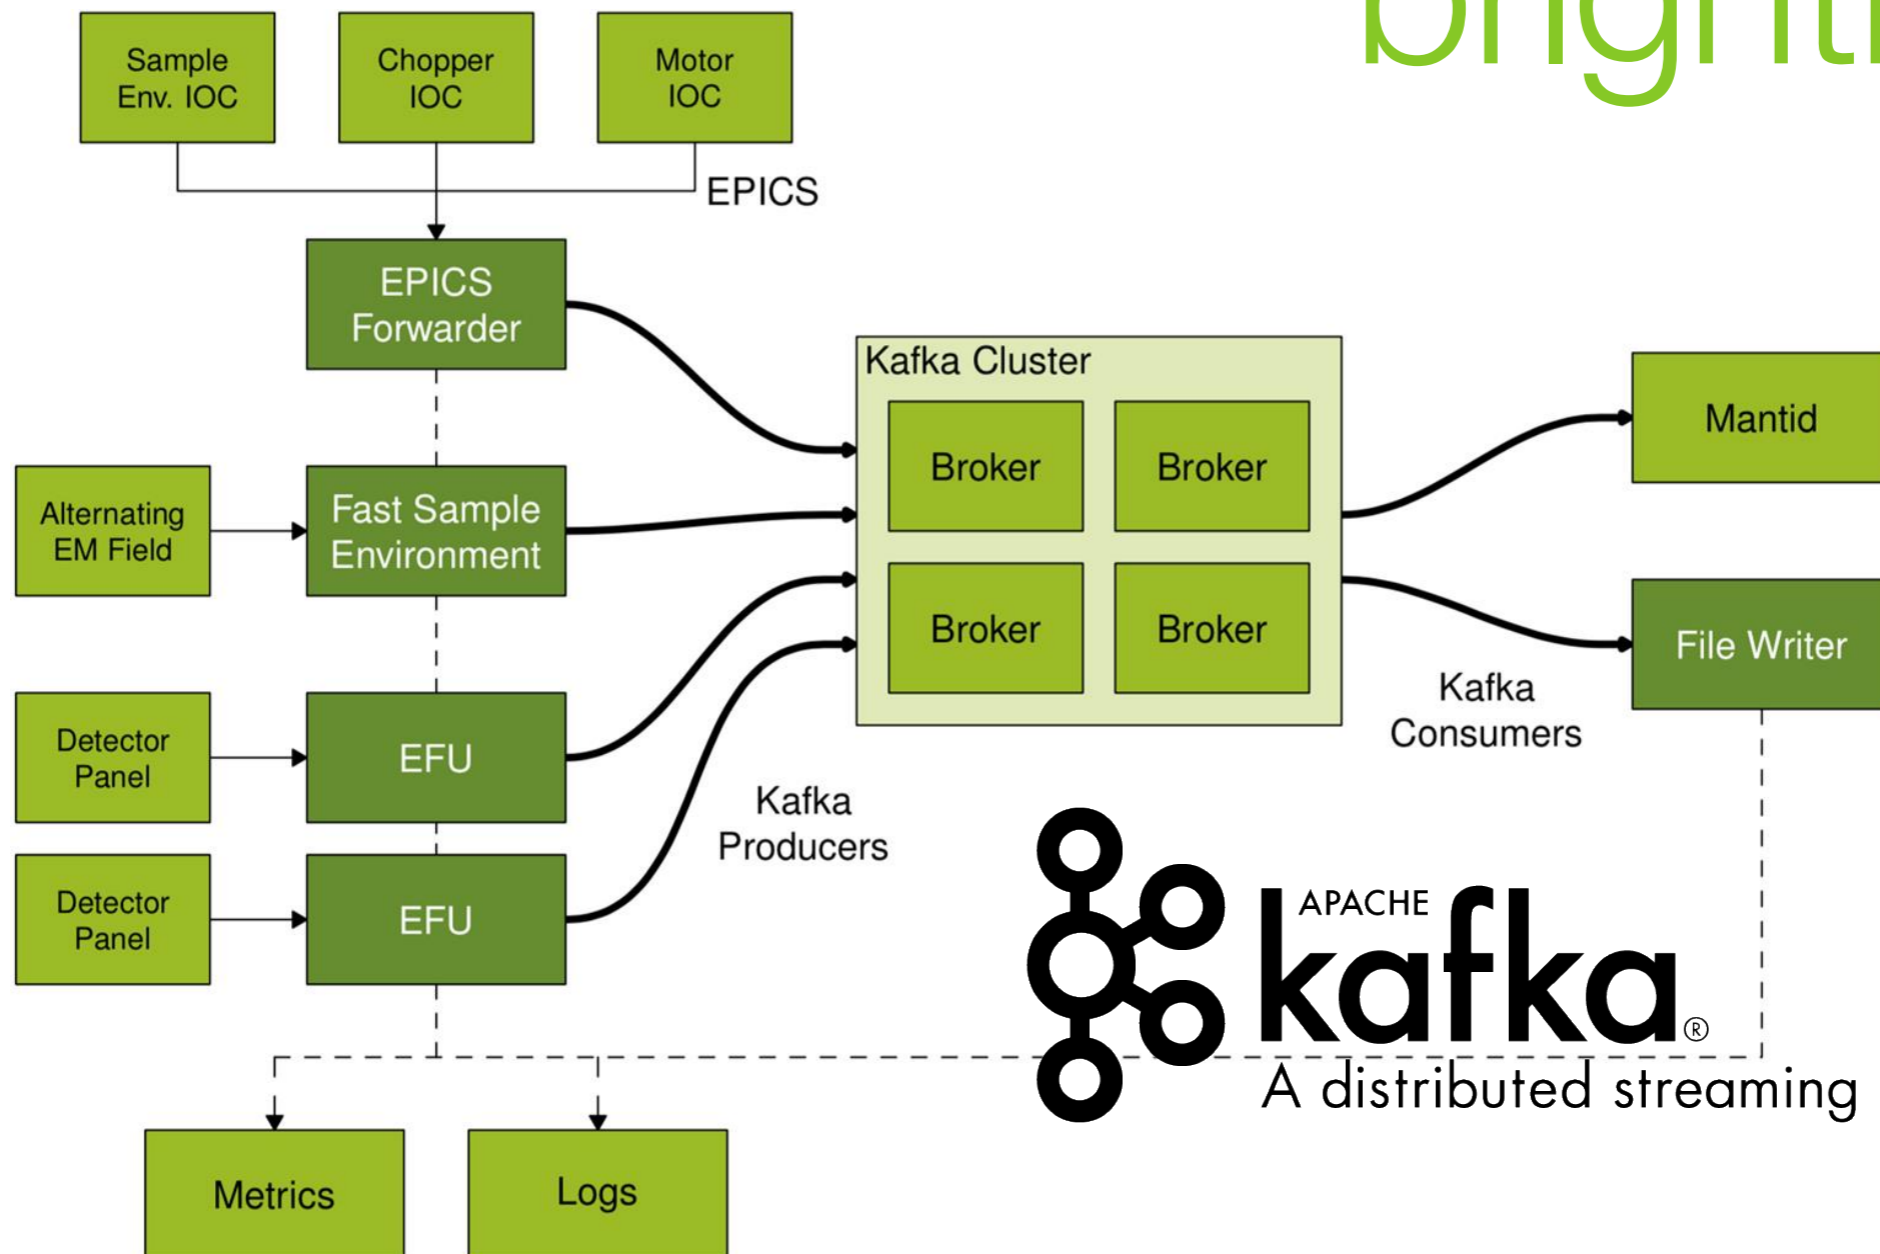 Sample
Env. IOC
Chopper
IOC
Motor
IOC
EPICS
EPICS
Forwarder
Kafka Cluster
Broker
Broker
Broker
Broker
Mantid
Alternating
EM Field
Fast Sample
Environment
File Writer
Kafka
Consumers
Detector
Panel
EFU
Kafka
Producers
Detector
Panel
EFU
APACHE
kafka®
A distributed streaming
Metrics
Logs